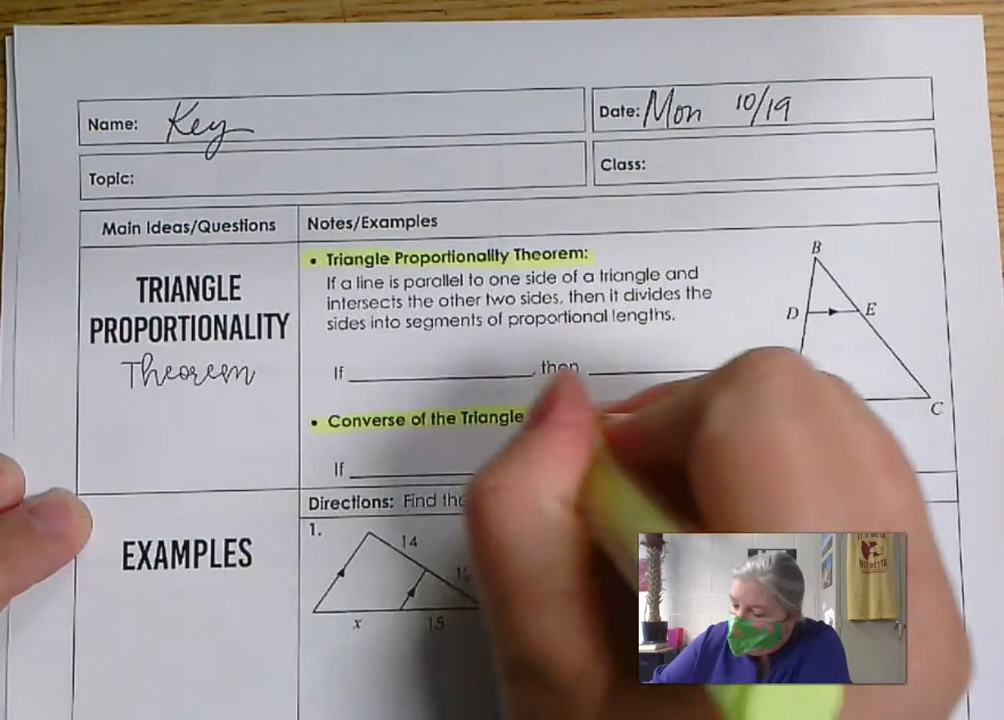 Name: Key
Date: Mon 10/19
Topic:
Class:
Main Ideas/Questions
Notes/Examples
TRIANGLE
PROPORTIONALITY
Theorem
• Triangle Proportionality Theorem:
If a line is parallel to one side of a triangle and
intersects the other two sides, then it divides the
sides into segments of proportional lengths.
B
D
E
C
If , then
• Converse of the Triangle
If
EXAMPLES
Directions: Find the
1.
14
x
15